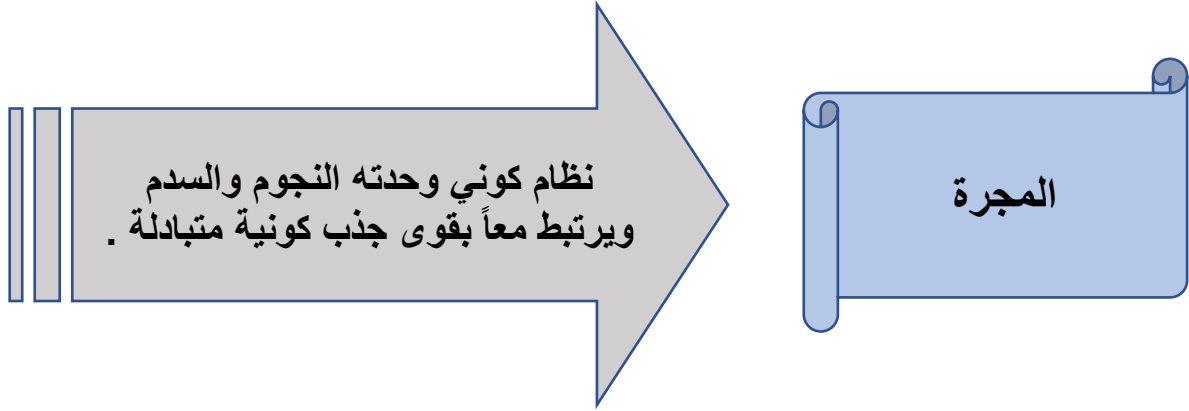 المجرة
نظام كوني وحدته النجوم والسدم
ويرتبط معاً بقوى جذب كونية متبادلة .